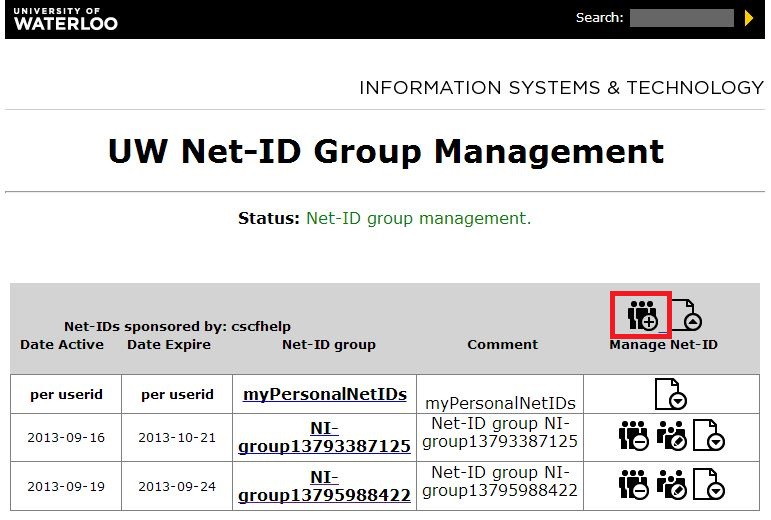 UNIVERSITY OF
WATERLOO
Search:
INFORMATION SYSTEMS & TECHNOLOGY
UW Net-ID Group Management
Status: Net-ID group management.
Net-IDs sponsored by: cscfhelp
Date Active Date Expire Net-ID group Comment Manage Net-ID
per userid per userid myPersonalNetIDs myPersonalNetIDs
2013-09-16 2013-10-21 NI- Net-ID group NI-
group13793387125 group13793387125
2013-09-19 2013-09-24 NI- Net-ID group NI-
group13795988422 group13795988422